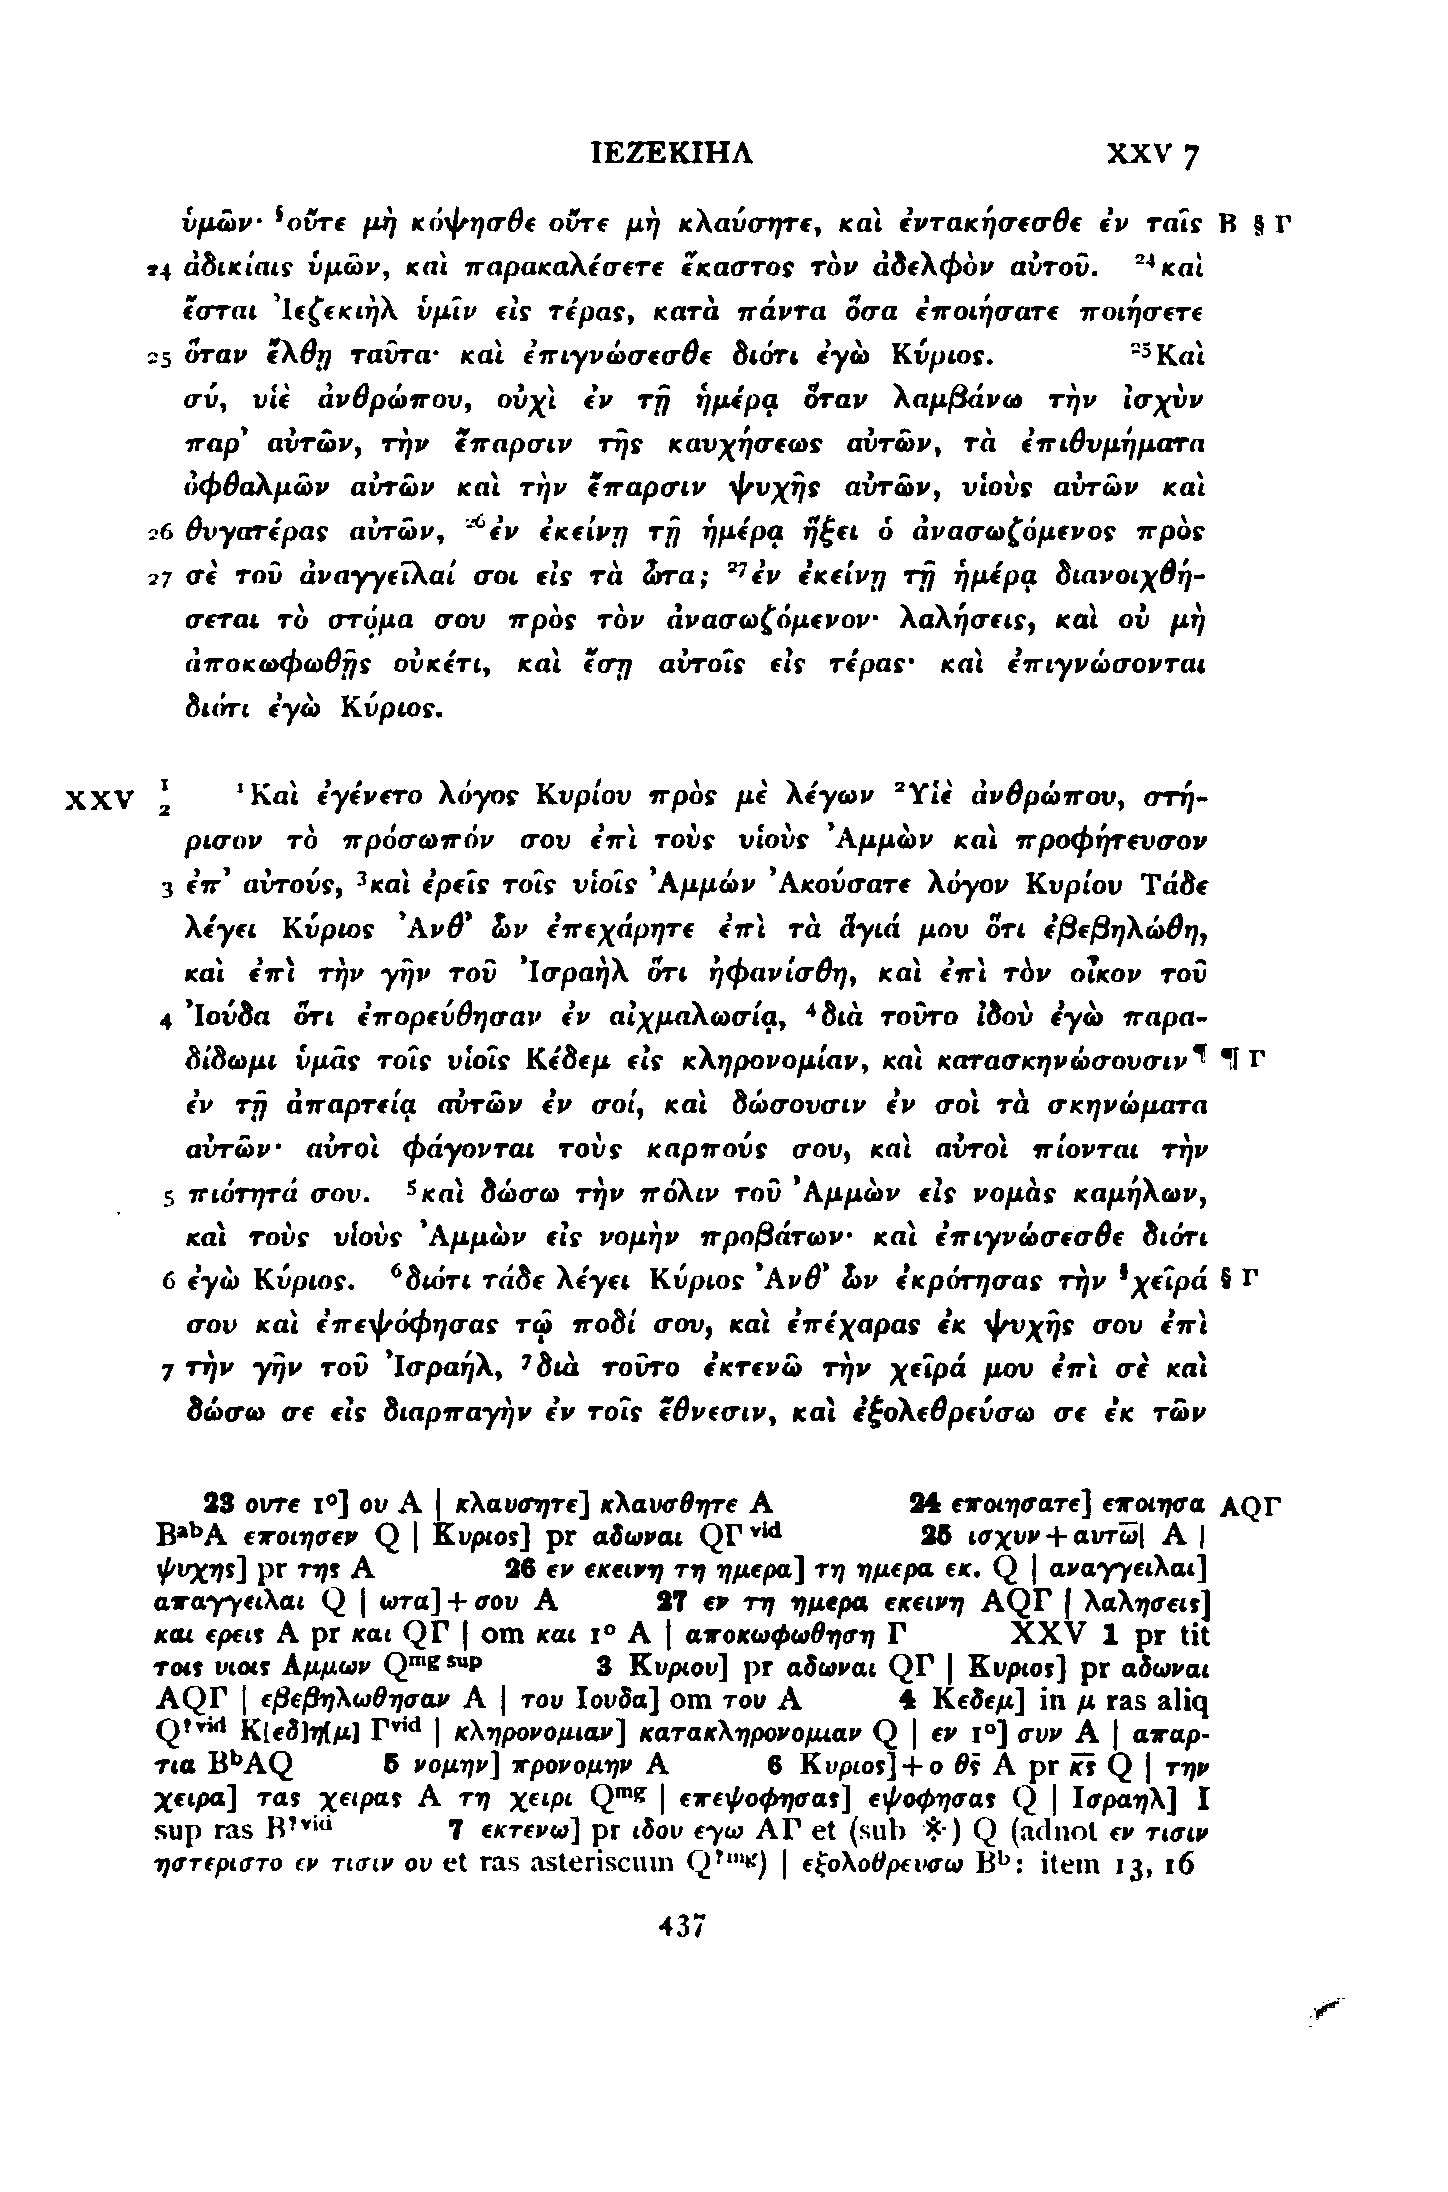 ΙΕΖΕΚΙΗΛ XXV 7
ὑμῶν· §οὔτε μὴ κόψησθε οὔτε μὴ κλαύσητε, καὶ ἐντακήσεσθε ἐν ταῖς B § Γ
24 ἀδικίαις ὑμῶν, καὶ παρακαλέσετε ἕκαστος τὸν ἀδελφὸν αὐτοῦ. ²⁴καὶ
ἔσται Ἰεζεκιὴλ ὑμῖν εἰς τέρας, κατὰ πάντα ὅσα ἐποιήσατε ποιήσετε
25 ὅταν ἔλθῃ ταῦτα· καὶ ἐπιγνώσεσθε διότι ἐγὼ Κύριος. ²⁵Καὶ
σύ, υἱὲ ἀνθρώπου, οὐχὶ ἐν τῇ ἡμέρᾳ ὅταν λαμβάνω τὴν ἰσχὺν
παρ’ αὐτῶν, τὴν ἔπαρσιν τῆς καυχήσεως αὐτῶν, τὰ ἐπιθυμήματα
ὀφθαλμῶν αὐτῶν καὶ τὴν ἔπαρσιν ψυχῆς αὐτῶν, υἱοὺς αὐτῶν καὶ
26 θυγατέρας αὐτῶν, ²⁶ἐν ἐκείνῃ τῇ ἡμέρᾳ ἥξει ὁ ἀνασωζόμενος πρὸς
27 σὲ τοῦ ἀναγγεῖλαί σοι εἰς τὰ ὦτα; ²⁷ἐν ἐκείνῃ τῇ ἡμέρᾳ διανοιχθή-
σεται τὸ στόμα σου πρὸς τὸν ἀνασωζόμενον· λαλήσεις, καὶ οὐ μὴ
ἀποκωφωθῇς οὐκέτι, καὶ ἔσῃ αὐτοῖς εἰς τέρας· καὶ ἐπιγνώσονται
διότι ἐγὼ Κύριος.
XXV 1 2 ¹Καὶ ἐγένετο λόγος Κυρίου πρὸς μὲ λέγων ²Υἱὲ ἀνθρώπου, στή-
ρισον τὸ πρόσωπόν σου ἐπὶ τοὺς υἱοὺς Ἀμμὼν καὶ προφήτευσον
3 ἐπ’ αὐτούς, ³καὶ ἐρεῖς τοῖς υἱοῖς Ἀμμών Ἀκούσατε λόγον Κυρίου Τάδε
λέγει Κύριος Ἀνθ’ ὧν ἐπεχάρητε ἐπὶ τὰ ἅγιά μου ὅτι ἐβεβηλώθη,
καὶ ἐπὶ τὴν γῆν τοῦ Ἰσραὴλ ὅτι ἠφανίσθη, καὶ ἐπὶ τὸν οἶκον τοῦ
4 Ἰούδα ὅτι ἐπορεύθησαν ἐν αἰχμαλωσίᾳ, ⁴διὰ τοῦτο ἰδοὺ ἐγὼ παρα-
δίδωμι ὑμᾶς τοῖς υἱοῖς Κέδεμ εἰς κληρονομίαν, καὶ κατασκηνώσουσιν¶ ¶ Γ
ἐν τῇ ἀπαρτείᾳ αὐτῶν ἐν σοί, καὶ δώσουσιν ἐν σοὶ τὰ σκηνώματα
αὐτῶν· αὐτοὶ φάγονται τοὺς καρπούς σου, καὶ αὐτοὶ πίονται τὴν
5 πιότητά σου. ⁵καὶ δώσω τὴν πόλιν τοῦ Ἀμμὼν εἰς νομὰς καμήλων,
καὶ τοὺς υἱοὺς Ἀμμὼν εἰς νομὴν προβάτων· καὶ ἐπιγνώσεσθε διότι
6 ἐγὼ Κύριος. ⁶διότι τάδε λέγει Κύριος Ἀνθ’ ὧν ἐκρότησας τὴν §χεῖρά § Γ
σου καὶ ἐπεψόφησας τῷ ποδί σου, καὶ ἐπέχαρας ἐκ ψυχῆς σου ἐπὶ
7 τὴν γῆν τοῦ Ἰσραήλ, ⁷διὰ τοῦτο ἐκτενῶ τὴν χεῖρά μου ἐπὶ σὲ καὶ
δώσω σε εἰς διαρπαγὴν ἐν τοῖς ἔθνεσιν, καὶ ἐξολεθρεύσω σε ἐκ τῶν
23 ουτε 1°] ου A | κλαυσητε] κλαυσθητε A 24 εποιησατε] εποιησα AQΓ
BᵃᵇA εποιησεν Q | Κυριος] pr αδωναι QΓ ᵛⁱᵈ 25 ισχυν + αυτω̅| A |
ψυχης] pr της A 26 εν εκεινη τη ημερα] τη ημερα εκ. Q | αναγγειλαι]
απαγγειλαι Q | ωτα] + σου A 27 εν τη ημερα εκεινη AQΓ | λαλησεις]
και ερεις A pr και QΓ | om και 1° A | αποκωφωθηση Γ XXV 1 pr tit
τοις υιοις Αμμων Qᵐᵍ ˢᵘᵖ 3 Κυριου] pr αδωναι QΓ | Κυριος] pr αδωναι
AQΓ | εβεβηλωθησαν A | του Ιουδα] om του A 4 Κεδεμ] in μ ras aliq
Q?ᵛⁱᵈ Κ[εδ]η[μ] Γᵛⁱᵈ | κληρονομιαν] κατακληρονομιαν Q | εν 1°] συν A | απαρ-
τια BᵇAQ 5 νομην] προνομην A 6 Κυριος] + ο θ̅ς̅ A pr κ̅ς̅ Q | την
χειρα] τας χειρας A τη χειρι Qᵐᵍ | επεψοφησας] εψοφησας Q | Ισραηλ] Ι
sup ras B?ᵛⁱᵈ 7 εκτενω] pr ιδου εγω AΓ et (sub ※) Q (adnot εν τισιν
ηστεριστο εν τισιν ου et ras asteriscum Q?ᵐᵍ) | εξολοθρευσω Bᵇ: item 13, 16
437